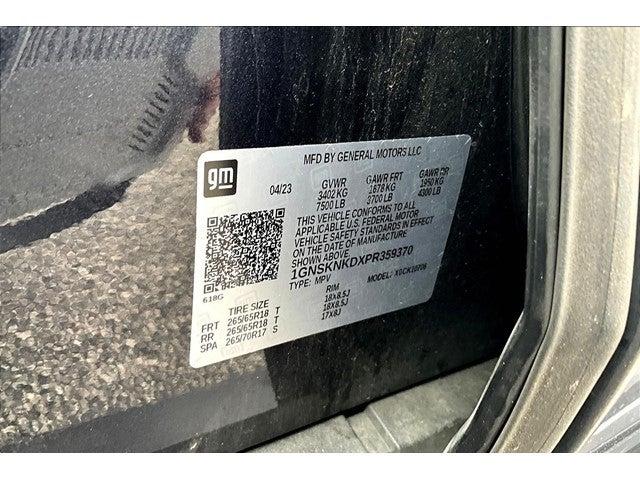 gm
MFD BY GENERAL MOTORS LLC
04/23 GVWR GAWR FRT GAWR RR
3402 KG 1678 KG 1950 KG
7500 LB 3700 LB 4300 LB
THIS VEHICLE CONFORMS TO ALL
APPLICABLE U.S. FEDERAL MOTOR
VEHICLE SAFETY STANDARDS IN EFFECT
ON THE DATE OF MANUFACTURE.
1GNSKNKDXPR359370
TYPE: MPV MODEL:
618G
TIRE SIZE RIM
FRT 265/65R18 T 18X8.5J
RR 265/65R18 T 18X8.5J
SPA 265/70R17 S 17X8J